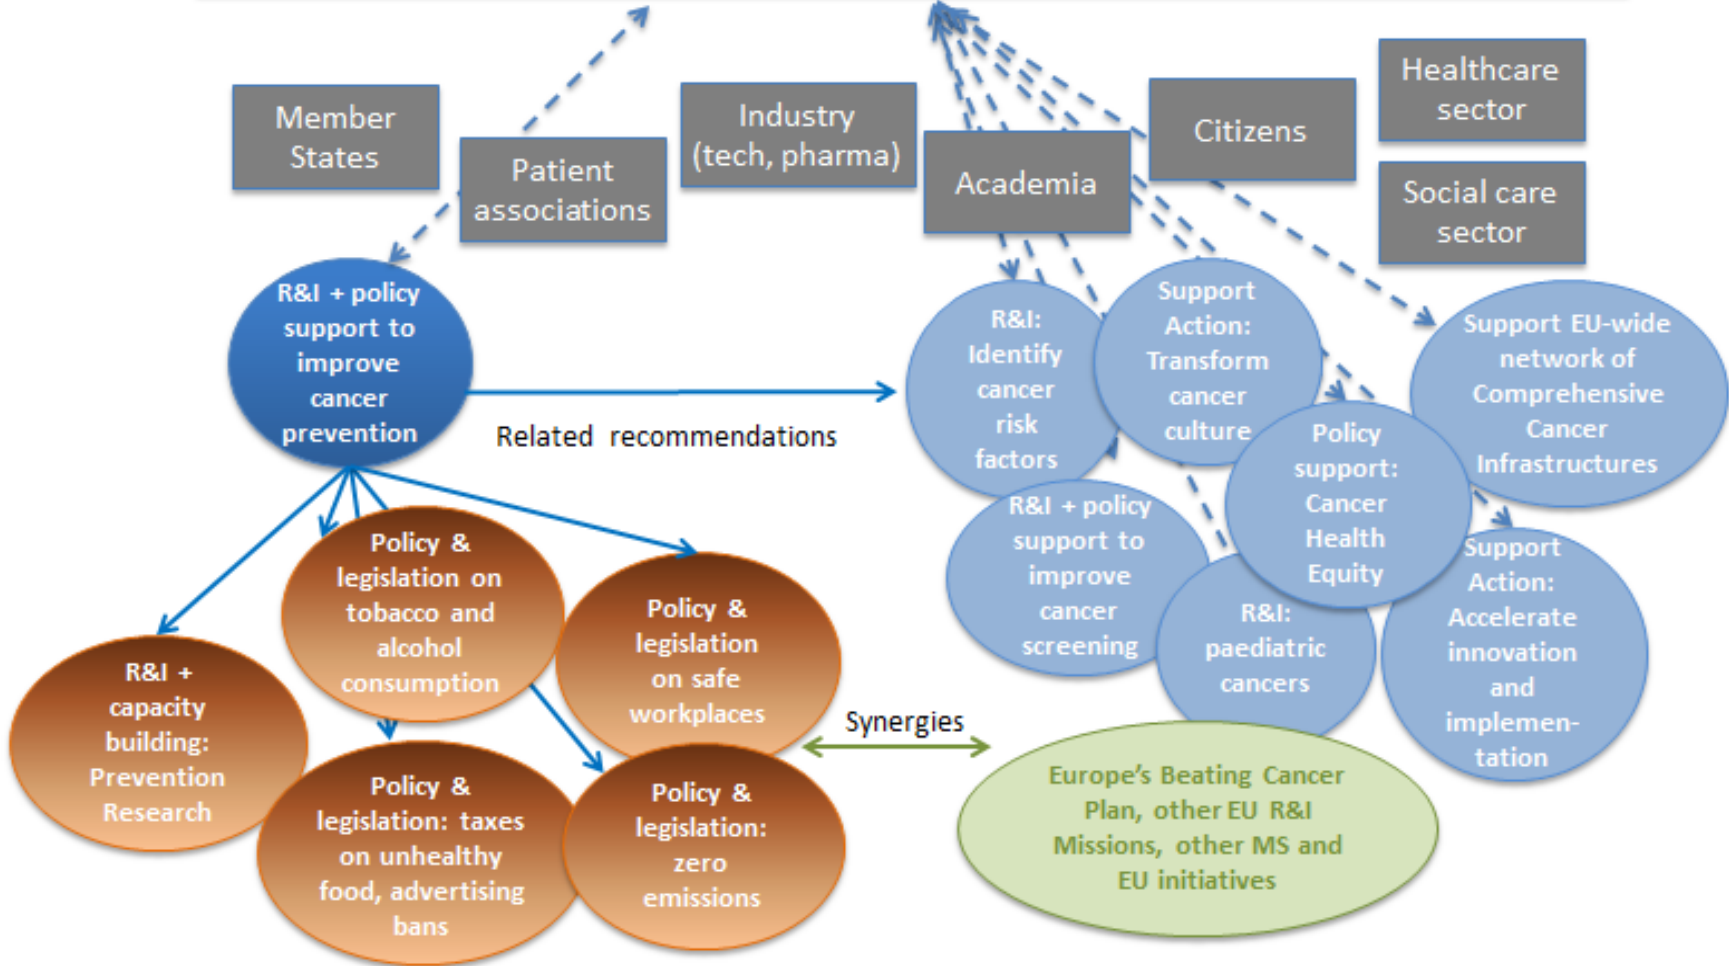 Member
States
Patient
associations
Industry
(tech, pharma)
Academia
Citizens
Healthcare
sector
Social care
sector
R&I + policy
support to
improve
cancer
prevention
Related recommendations
R&I:
Identify
cancer
risk
factors
Support
Action:
Transform
cancer
culture
Support EU-wide
network of
Comprehensive
Cancer
Infrastructures
Policy
support:
Cancer
Health
Equity
R&I + policy
support to
improve
cancer
screening
R&I:
paediatric
cancers
Support
Action:
Accelerate
innovation
and
implemen-
tation
R&I +
capacity
building:
Prevention
Research
Policy &
legislation on
tobacco and
alcohol
consumption
Policy &
legislation
on safe
workplaces
Policy &
legislation: taxes
on unhealthy
food, advertising
bans
Policy &
legislation:
zero
emissions
Synergies
Europe's Beating Cancer
Plan, other EU R&I
Missions, other MS and
EU initiatives